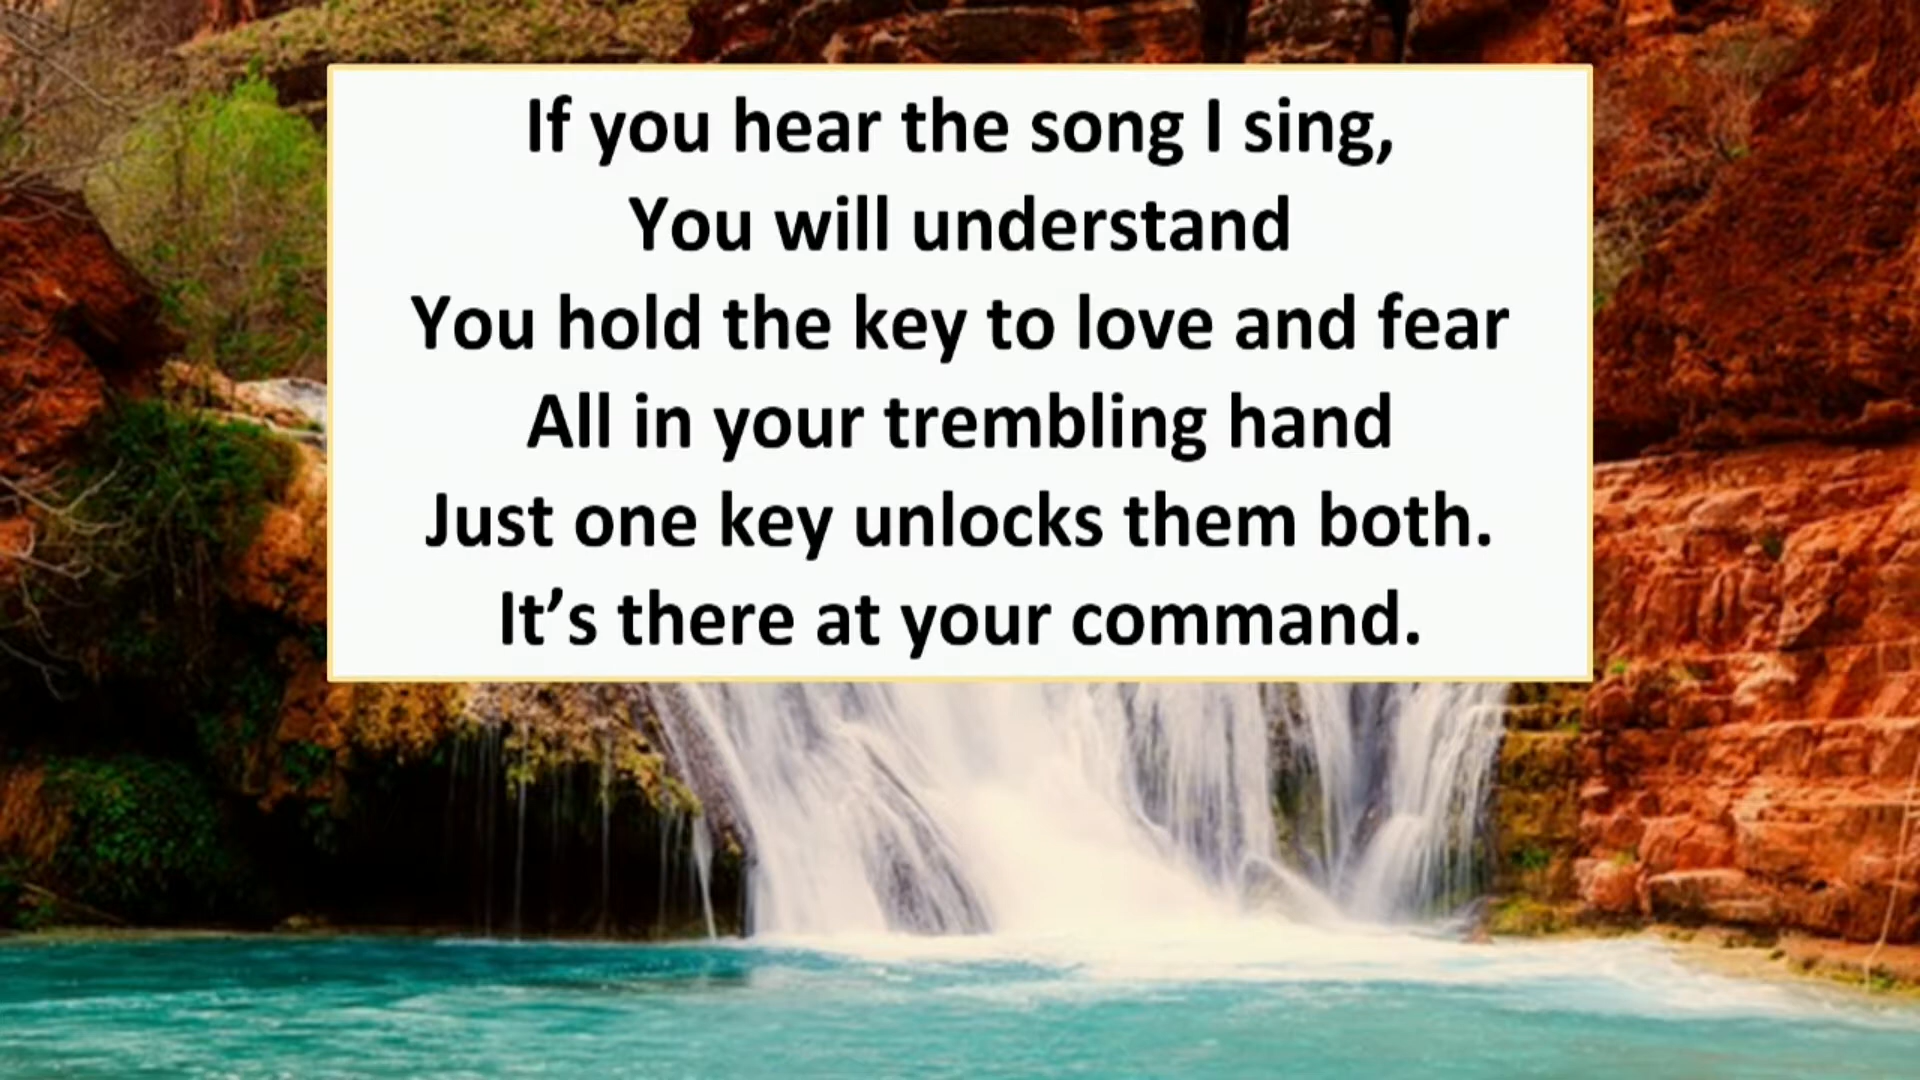 If you hear the song I sing,
You will understand
You hold the key to love and fear
All in your trembling hand
Just one key unlocks them both.
It’s there at your command.